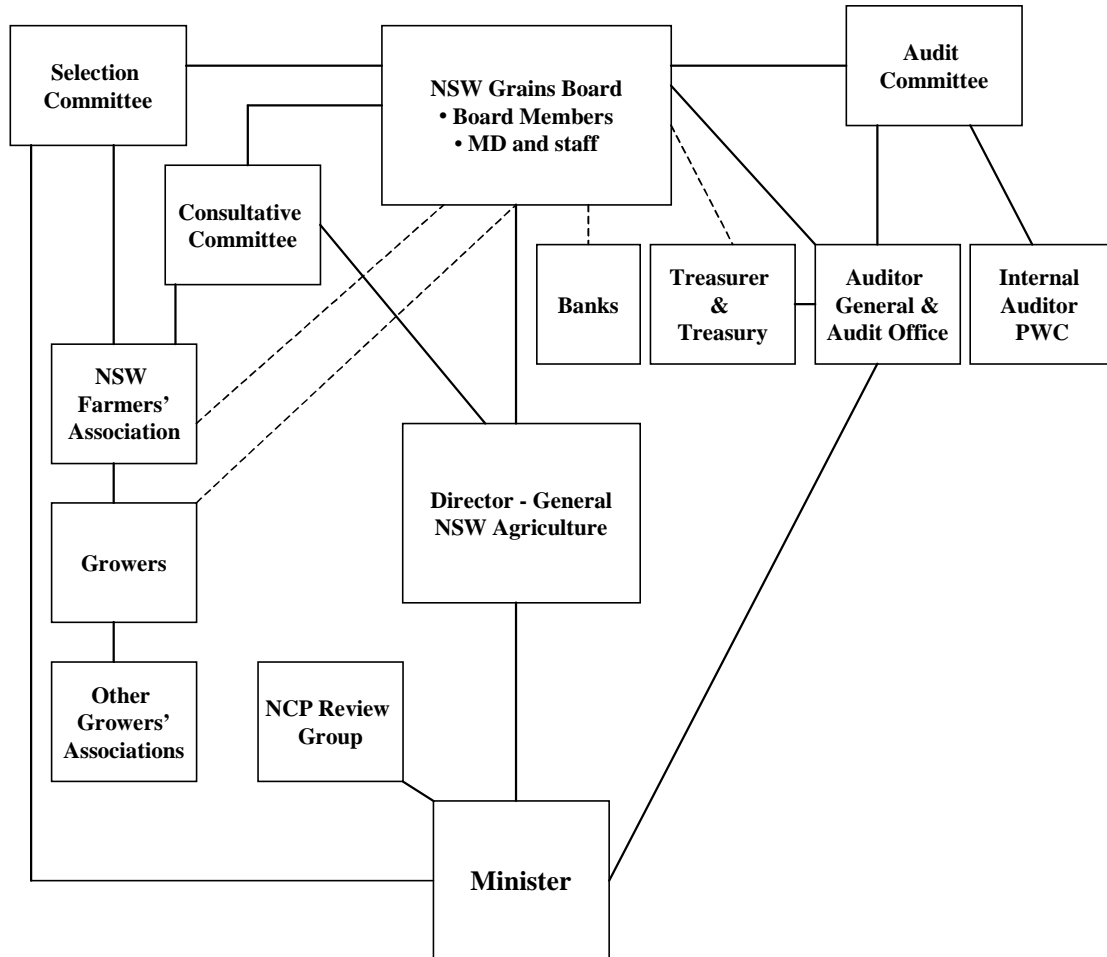 Selection
Committee
NSW Grains Board
• Board Members
• MD and staff
Audit
Committee
Consultative
Committee
Banks
Treasurer
&
Treasury
Auditor
General &
Audit Office
Internal
Auditor
PWC
NSW
Farmers’
Association
Director - General
NSW Agriculture
Growers
Other
Growers’
Associations
NCP Review
Group
Minister